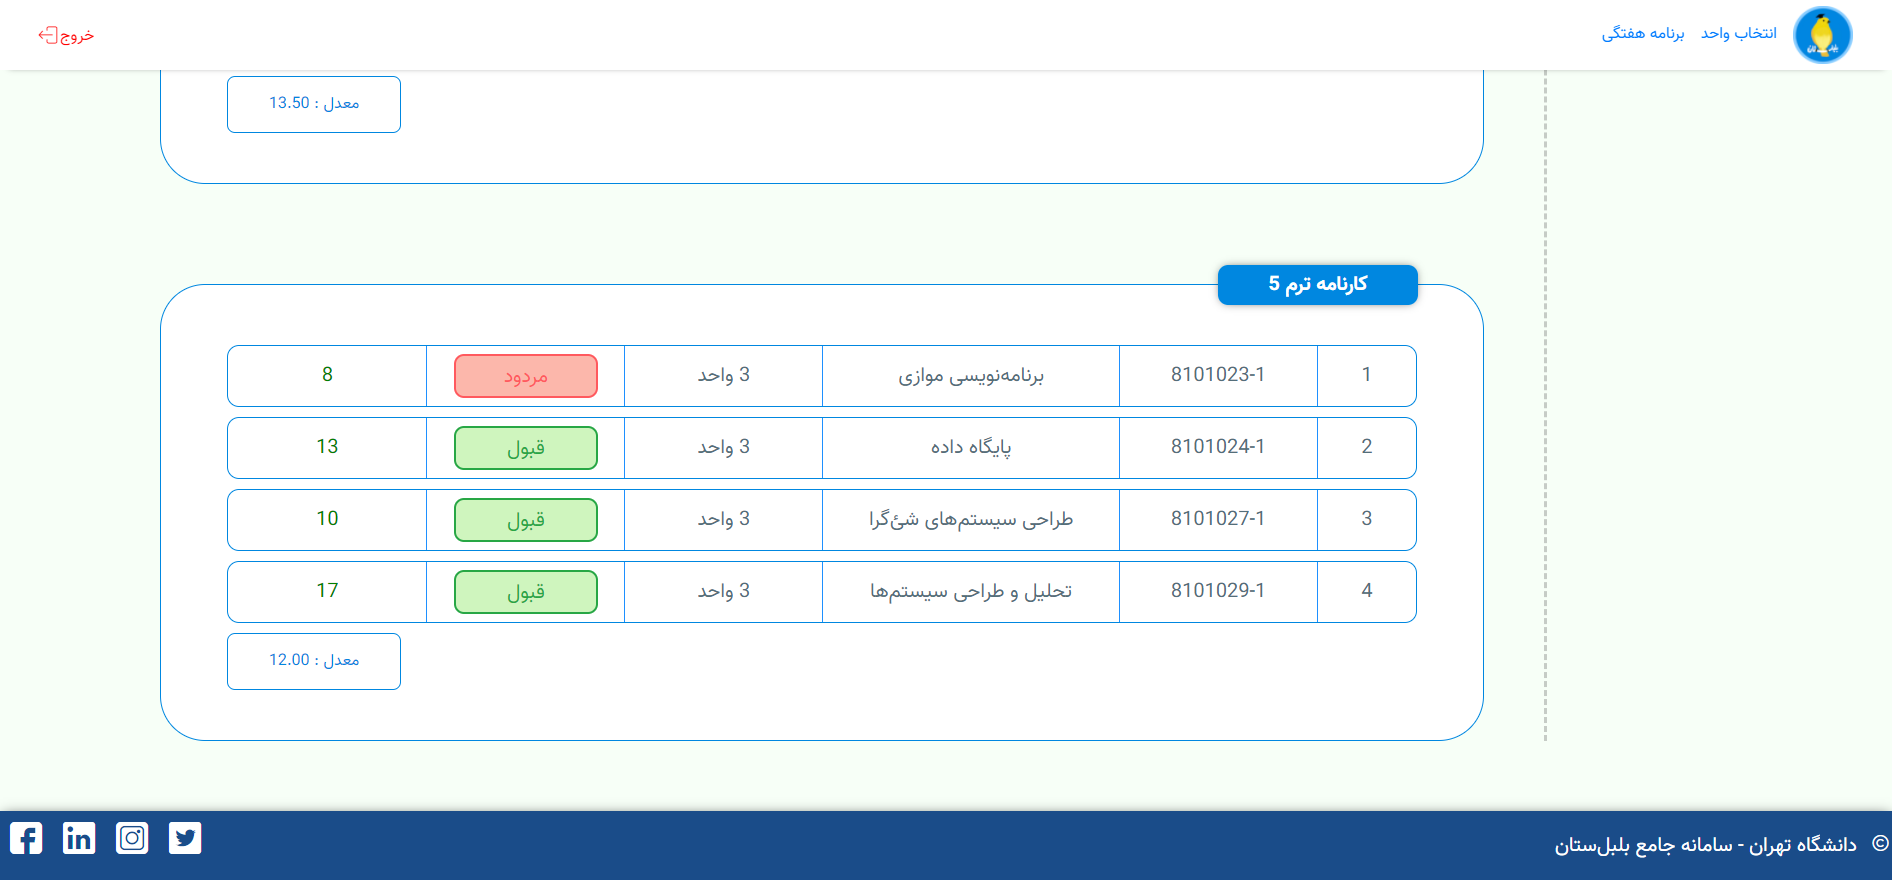 انتخاب واحد برنامه هفتگی خروج
معدل : 13.50
کارنامه ترم 5
1 8101023-1 برنامه‌نویسی موازی 3 واحد مردود 8
2 8101024-1 پایگاه داده 3 واحد قبول 13
3 8101027-1 طراحی سیستم‌های شئ‌گرا 3 واحد قبول 10
4 8101029-1 تحلیل و طراحی سیستم‌ها 3 واحد قبول 17
معدل : 12.00
© دانشگاه تهران - سامانه جامع بلبل‌ستان